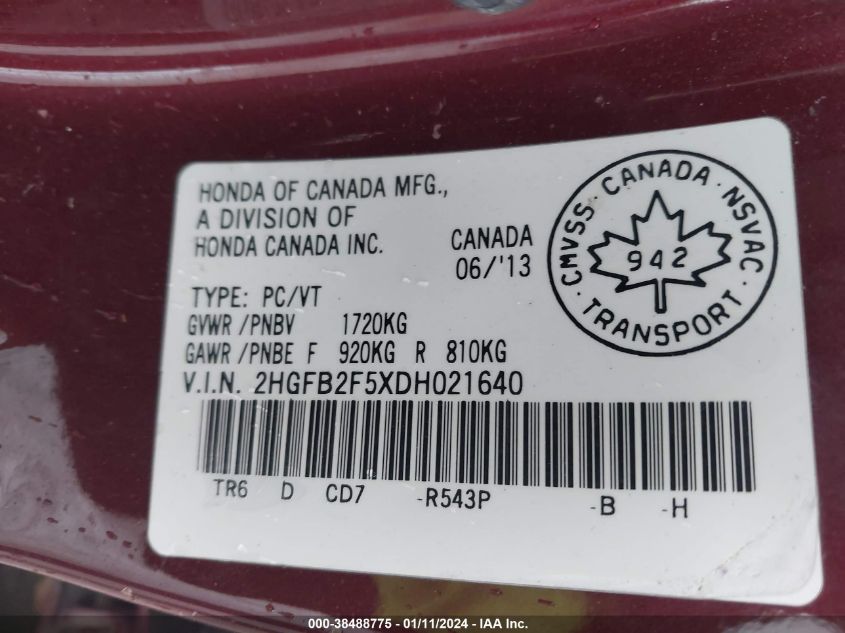 HONDA OF CANADA MFG.,
A DIVISION OF
HONDA CANADA INC.
CANADA
06/'13
TYPE: PC/VT
GVWR/PNBV 1720KG
GAWR/PNBE F 920KG R 810KG
V.I.N. 2HGFB2F5XDH021640
TR6 D CD7 -R543P -B -H
CMVSS · CANADA · NSVAC
942
· TRANSPORT ·
000-38488775 - 01/11/2024 - IAA Inc.